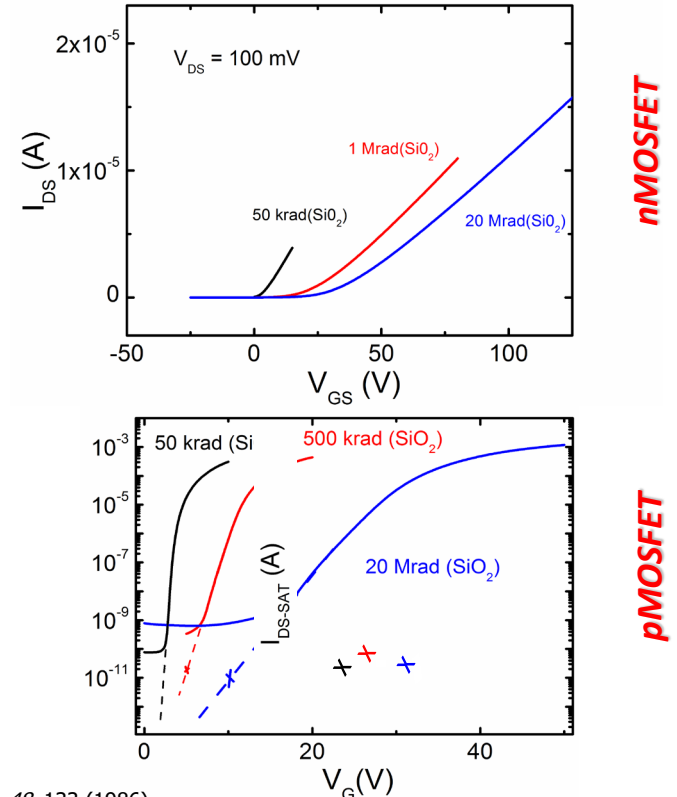 2x10-5
VDS = 100 mV
nMOSFET
IDS (A)
1 Mrad(Si02)
1x10-5
50 krad(Si02)
20 Mrad(Si02)
0
-50 0 50 100
VGS (V)
10-3
50 krad (Si
500 krad (SiO2)
10-5
pMOSFET
10-7
IDS-SAT (A)
20 Mrad (SiO2)
10-9
10-11
0 20 40
VG(V)